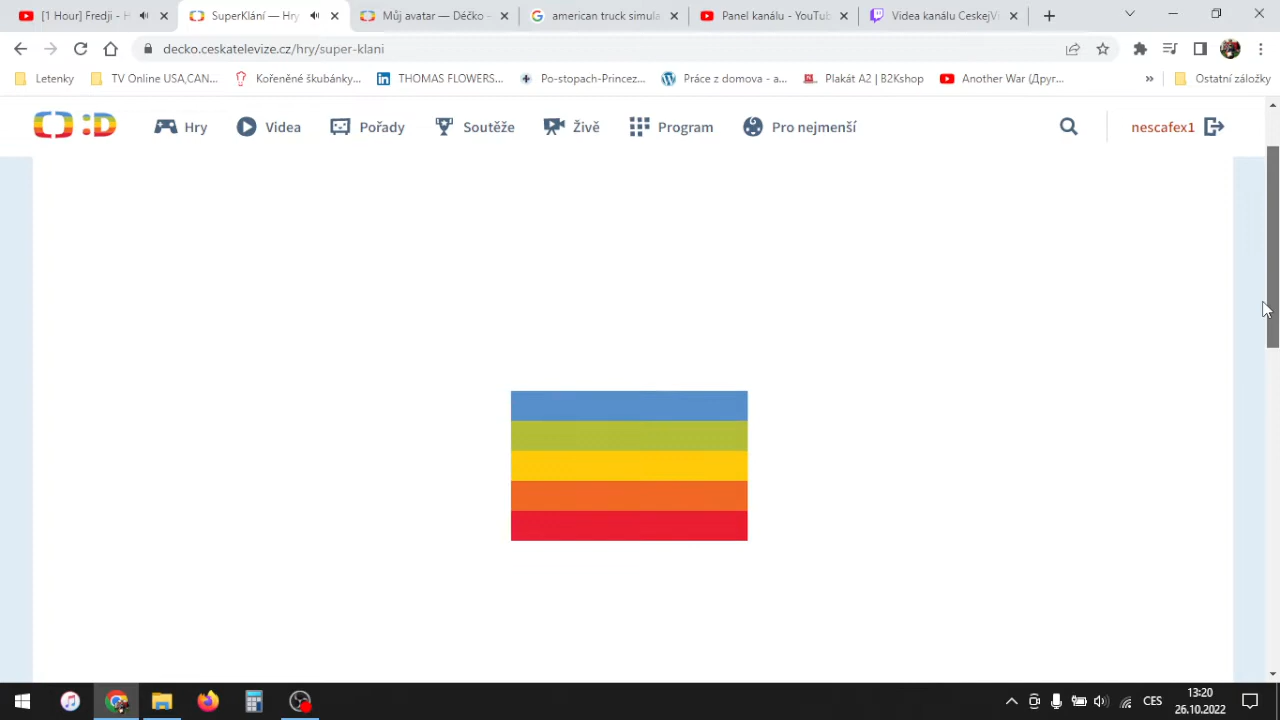 [1 Hour] Fredji - H
SuperKlání — Hry
Můj avatar — Déčko –
american truck simula
Panel kanálu - YouTub
Videa kanálu CeskejVi
decko.ceskatelevize.cz/hry/super-klani
Letenky
TV Online USA,CAN...
Kořeněné škubánky...
THOMAS FLOWERS...
Po-stopach-Princez...
Práce z domova - a...
Plakát A2 | B2Kshop
Another War (Друг...
»
Ostatní záložky
:D
Hry
Videa
Pořady
Soutěže
Živě
Program
Pro nejmenší
nescafex1
CES
13:20
26.10.2022